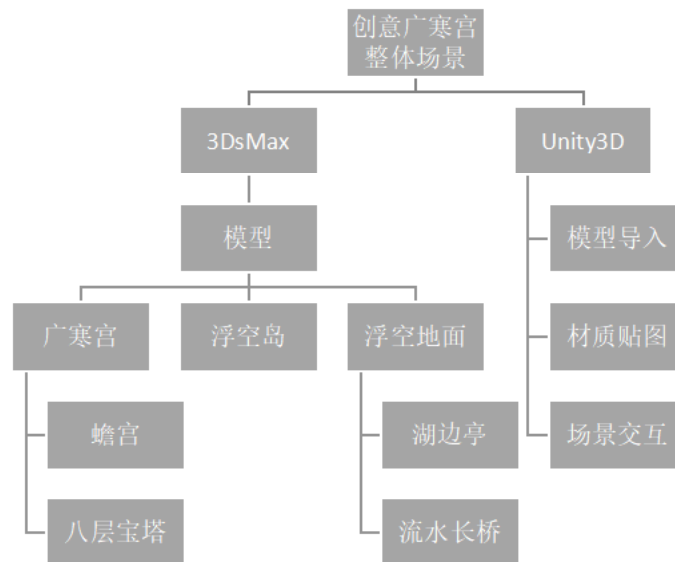 创意广寒宫
整体场景
3DsMax
Unity3D
模型
模型导入
广寒宫
浮空岛
浮空地面
材质贴图
蟾宫
湖边亭
场景交互
八层宝塔
流水长桥